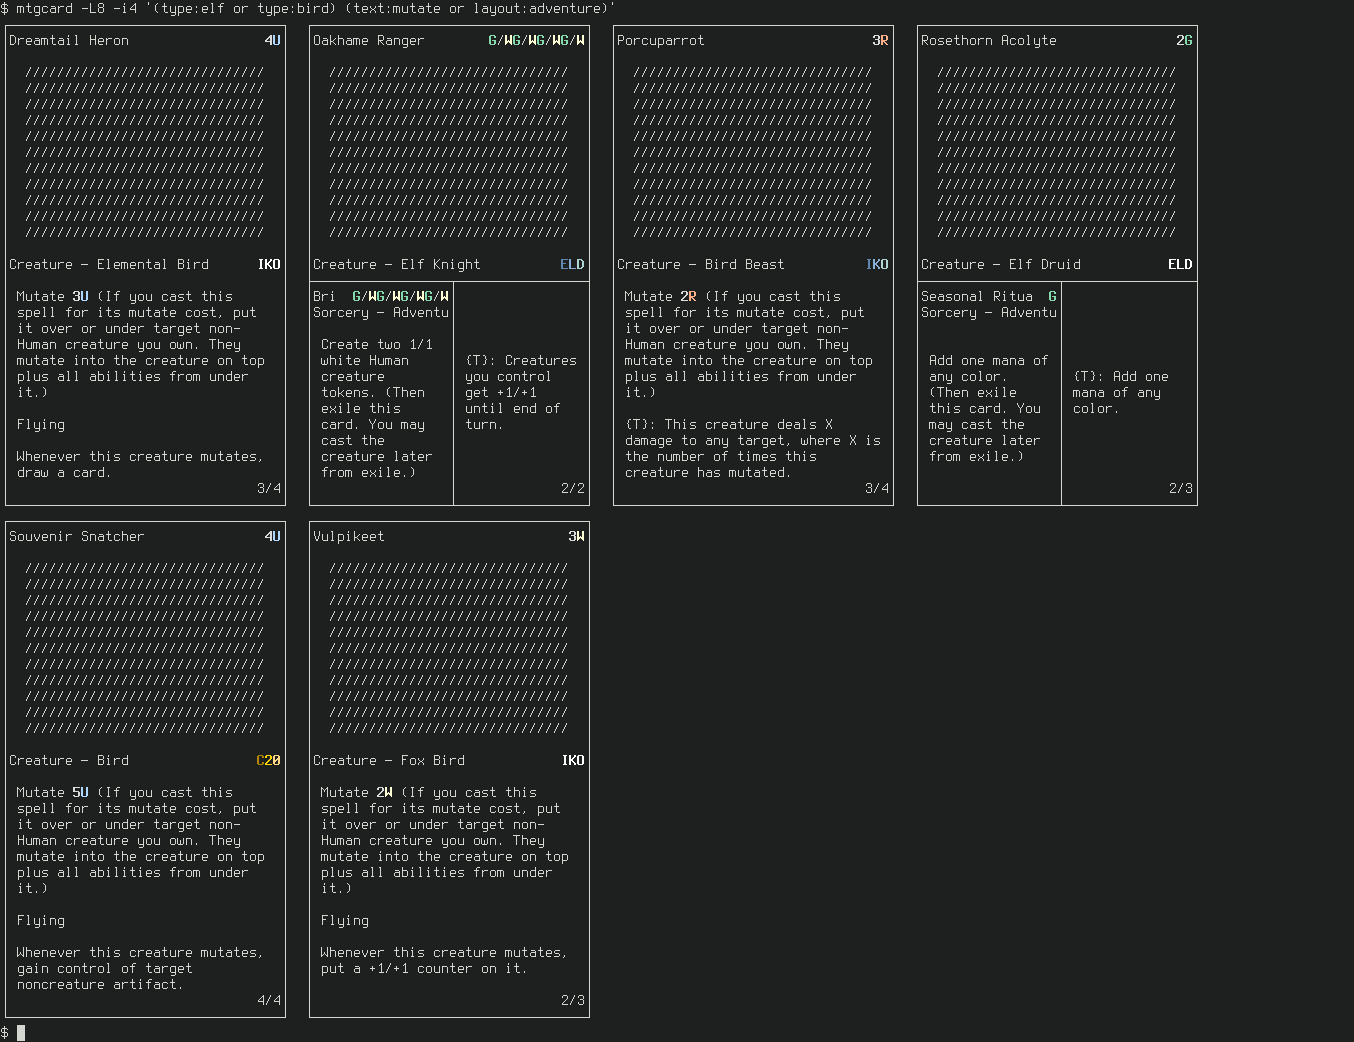 $ mtgcard -L8 -i4 '(type:elf or type:bird) (text:mutate or layout:adventure)'
Dreamtail Heron 4U
//////////////////////////////
//////////////////////////////
//////////////////////////////
//////////////////////////////
//////////////////////////////
//////////////////////////////
//////////////////////////////
//////////////////////////////
//////////////////////////////
//////////////////////////////
//////////////////////////////
Creature – Elemental Bird IKO
Mutate 3U (If you cast this
spell for its mutate cost, put
it over or under target non-
Human creature you own. They
mutate into the creature on top
plus all abilities from under
it.)
Flying
Whenever this creature mutates,
draw a card.
3/4
Oakhame Ranger G/WG/WG/WG/W
//////////////////////////////
//////////////////////////////
//////////////////////////////
//////////////////////////////
//////////////////////////////
//////////////////////////////
//////////////////////////////
//////////////////////////////
//////////////////////////////
//////////////////////////////
//////////////////////////////
Creature – Elf Knight ELD
Bri G/WG/WG/WG/W
Sorcery – Adventu
Create two 1/1
white Human
creature
tokens. (Then
exile this
card. You may
cast the
creature later
from exile.)
{T}: Creatures
you control
get +1/+1
until end of
turn.
2/2
Porcuparrot 3R
//////////////////////////////
//////////////////////////////
//////////////////////////////
//////////////////////////////
//////////////////////////////
//////////////////////////////
//////////////////////////////
//////////////////////////////
//////////////////////////////
//////////////////////////////
//////////////////////////////
Creature – Bird Beast IKO
Mutate 2R (If you cast this
spell for its mutate cost, put
it over or under target non-
Human creature you own. They
mutate into the creature on top
plus all abilities from under
it.)
{T}: This creature deals X
damage to any target, where X is
the number of times this
creature has mutated.
3/4
Rosethorn Acolyte 2G
//////////////////////////////
//////////////////////////////
//////////////////////////////
//////////////////////////////
//////////////////////////////
//////////////////////////////
//////////////////////////////
//////////////////////////////
//////////////////////////////
//////////////////////////////
//////////////////////////////
Creature – Elf Druid ELD
Seasonal Ritua G
Sorcery – Adventu
Add one mana of
any color.
(Then exile
this card. You
may cast the
creature later
from exile.)
{T}: Add one
mana of any
color.
2/3
Souvenir Snatcher 4U
//////////////////////////////
//////////////////////////////
//////////////////////////////
//////////////////////////////
//////////////////////////////
//////////////////////////////
//////////////////////////////
//////////////////////////////
//////////////////////////////
//////////////////////////////
//////////////////////////////
Creature – Bird C20
Mutate 5U (If you cast this
spell for its mutate cost, put
it over or under target non-
Human creature you own. They
mutate into the creature on top
plus all abilities from under
it.)
Flying
Whenever this creature mutates,
gain control of target
noncreature artifact.
4/4
Vulpikeet 3W
//////////////////////////////
//////////////////////////////
//////////////////////////////
//////////////////////////////
//////////////////////////////
//////////////////////////////
//////////////////////////////
//////////////////////////////
//////////////////////////////
//////////////////////////////
//////////////////////////////
Creature – Fox Bird IKO
Mutate 2W (If you cast this
spell for its mutate cost, put
it over or under target non-
Human creature you own. They
mutate into the creature on top
plus all abilities from under
it.)
Flying
Whenever this creature mutates,
put a +1/+1 counter on it.
2/3
$